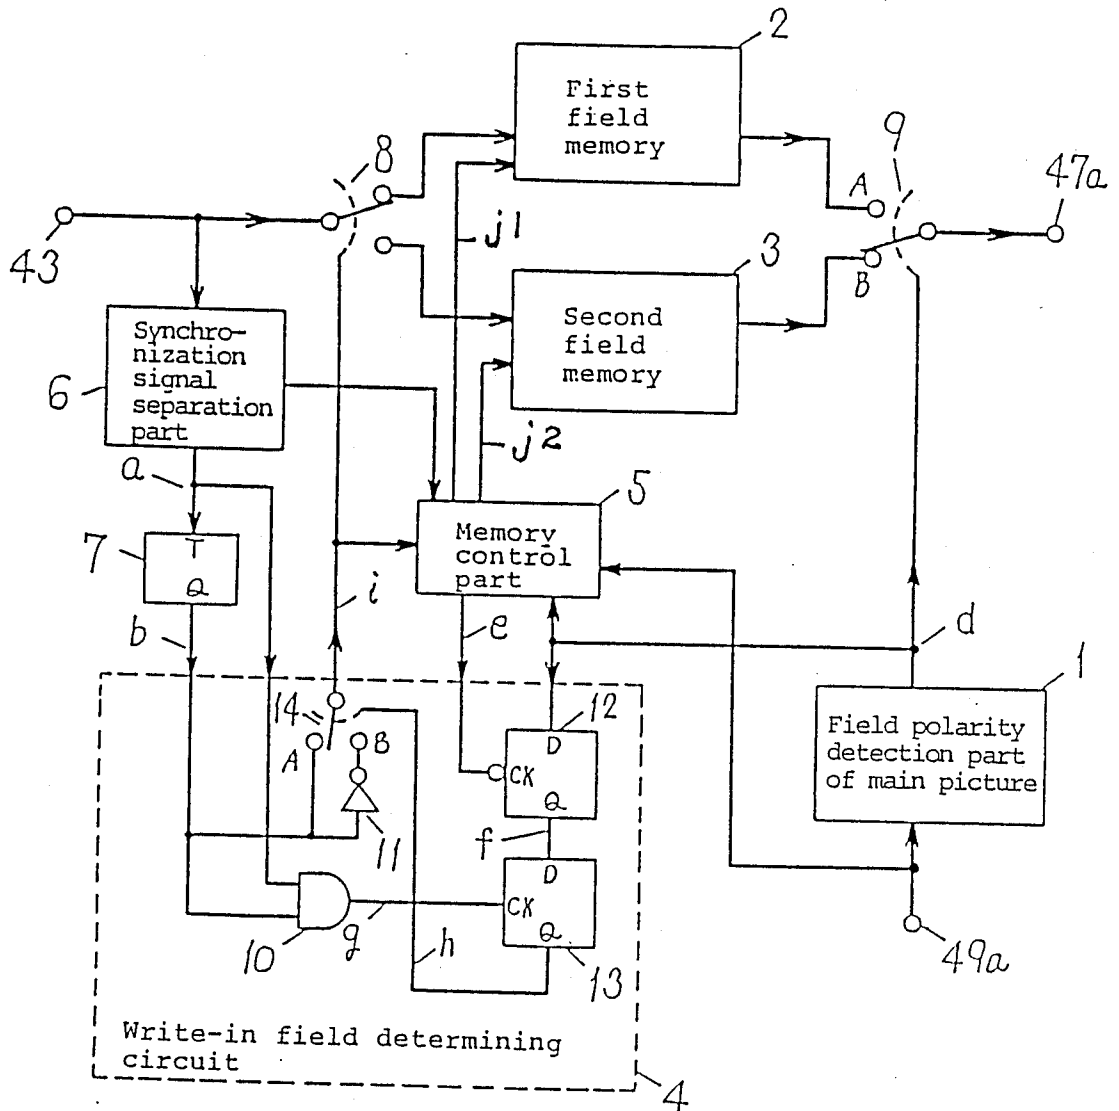 2
First
field
memory
8
9
A
47a
43
j1
B
3
Second
field
memory
Synchro-
nization
signal
separation
part
6
j2
a
5
Memory
control
part
7
T
Q
i
e
b
d
1
Field polarity
detection part
of main picture
14
12
A
B
D
CK
Q
11
f
D
CK
Q
10
g
h
13
49a
Write-in field determining
circuit
4